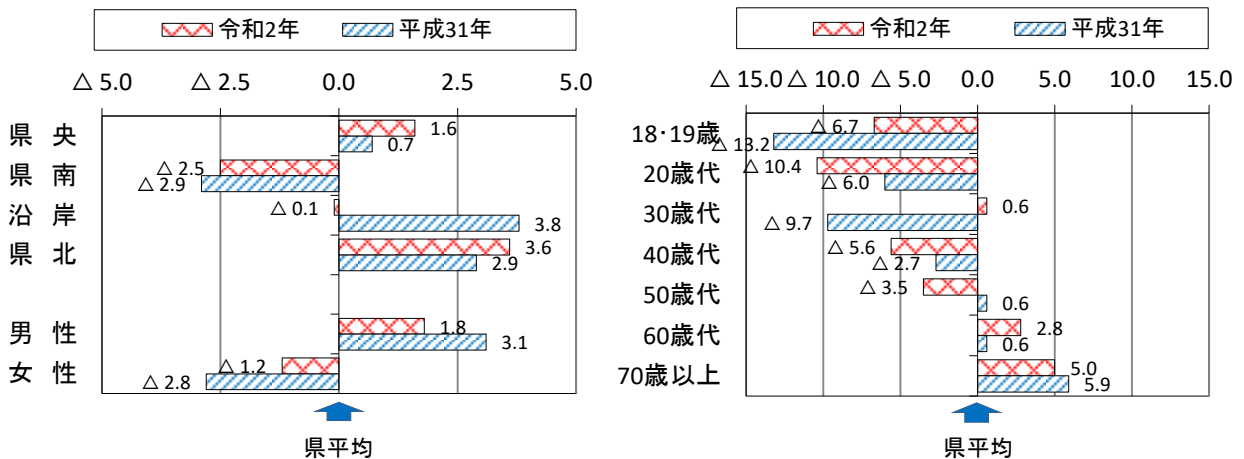 令和2年 平成31年
△ 5.0 △ 2.5 0.0 2.5 5.0
県 央 1.6
0.7
県 南 △ 2.5
△ 2.9
沿 岸 △ 0.1
3.8
県 北 3.6
2.9
男 性 1.8
3.1
女 性 △ 1.2
△ 2.8
県平均
令和2年 平成31年
△ 15.0 △ 10.0 △ 5.0 0.0 5.0 10.0 15.0
18・19歳 △ 6.7
△ 13.2
20歳代 △ 10.4
△ 6.0
30歳代 0.6
△ 9.7
40歳代 △ 5.6
△ 2.7
50歳代 △ 3.5
0.6
60歳代 2.8
0.6
70歳以上 5.0
5.9
県平均